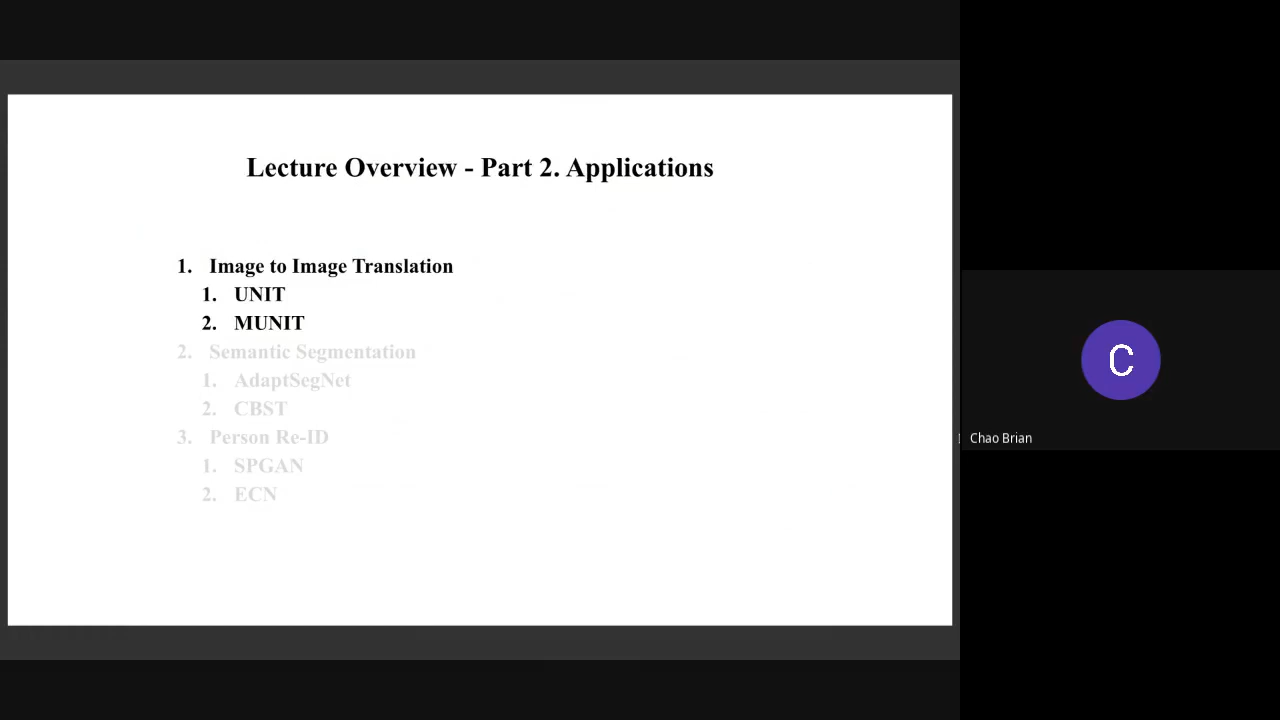 Lecture Overview - Part 2. Applications
1. Image to Image Translation
1. UNIT
2. MUNIT
2. Semantic Segmentation
1. AdaptSegNet
2. CBST
3. Person Re-ID
1. SPGAN
2. ECN
C
Chao Brian